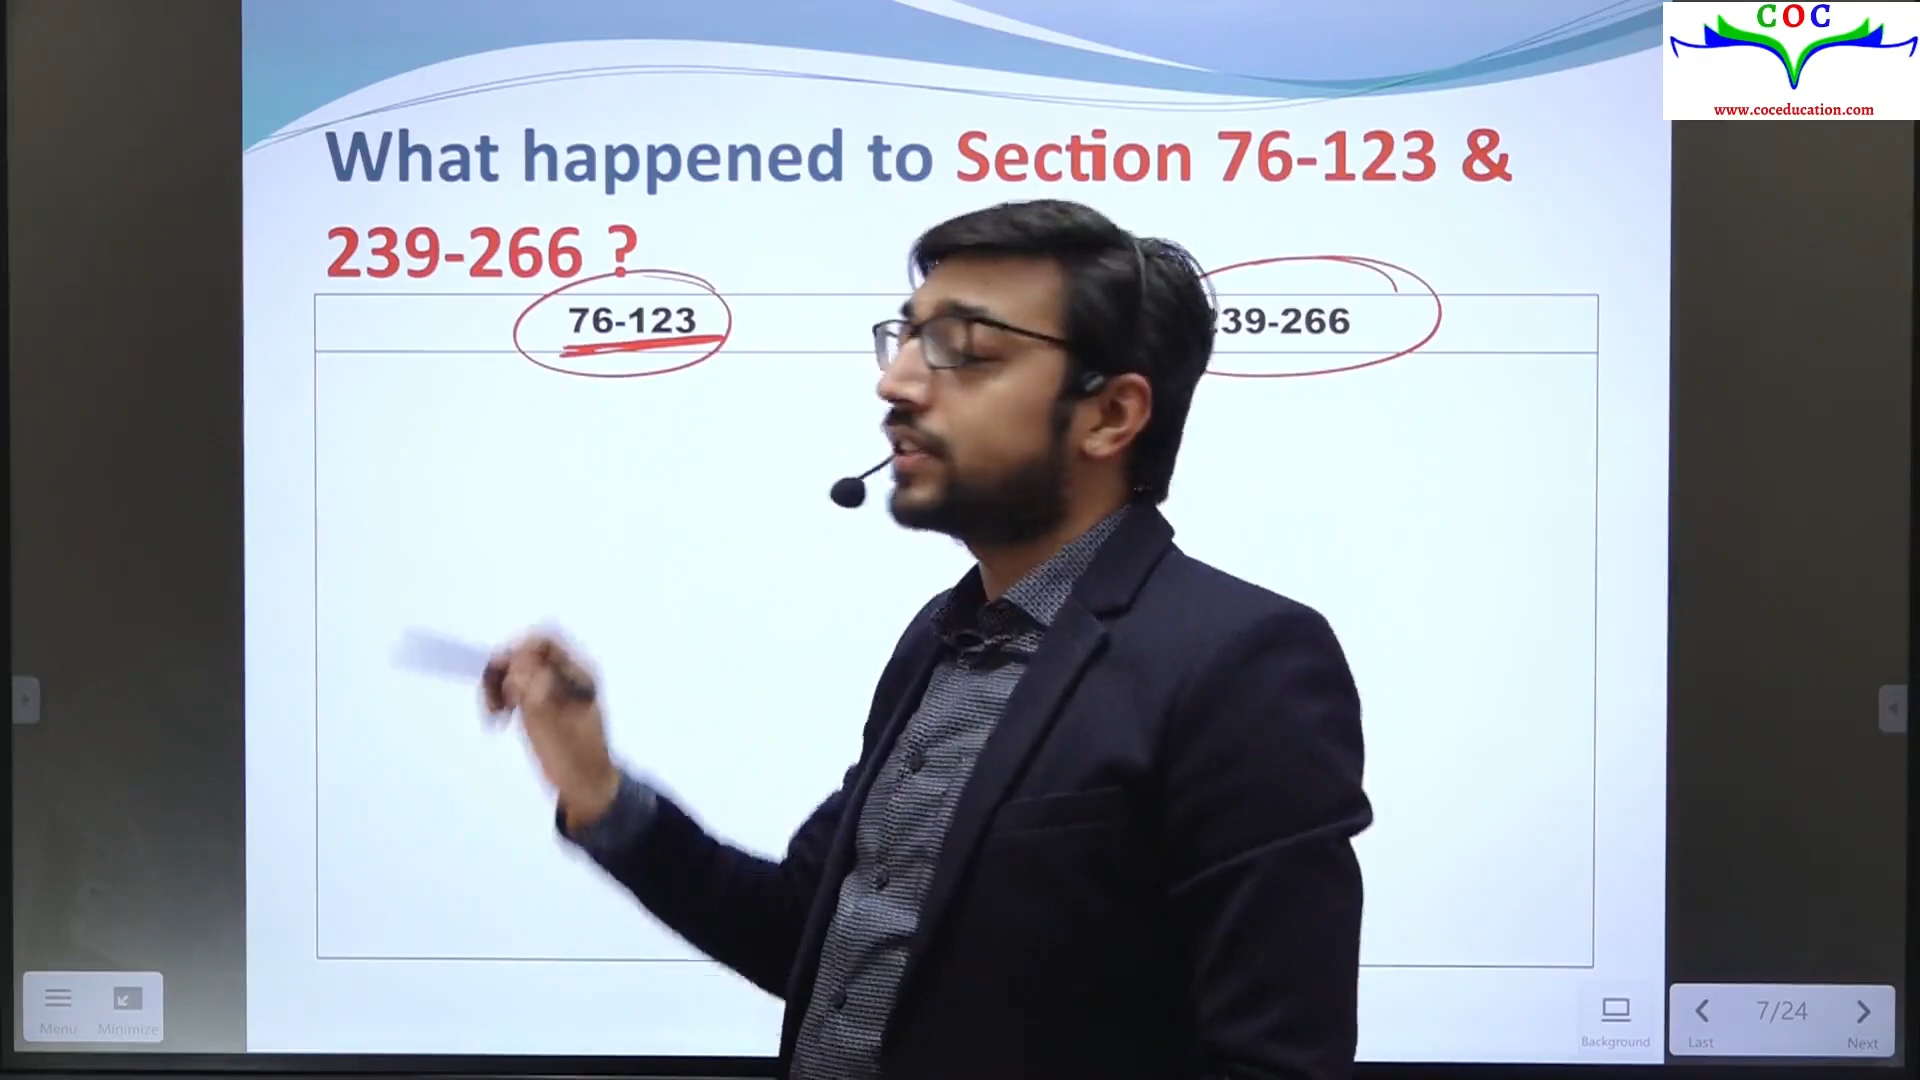 COC
www.coceducation.com
What happened to Section 76-123 &
239-266 ?
76-123
39-266
Menu
Minimize
Background
7/24
Last
Next